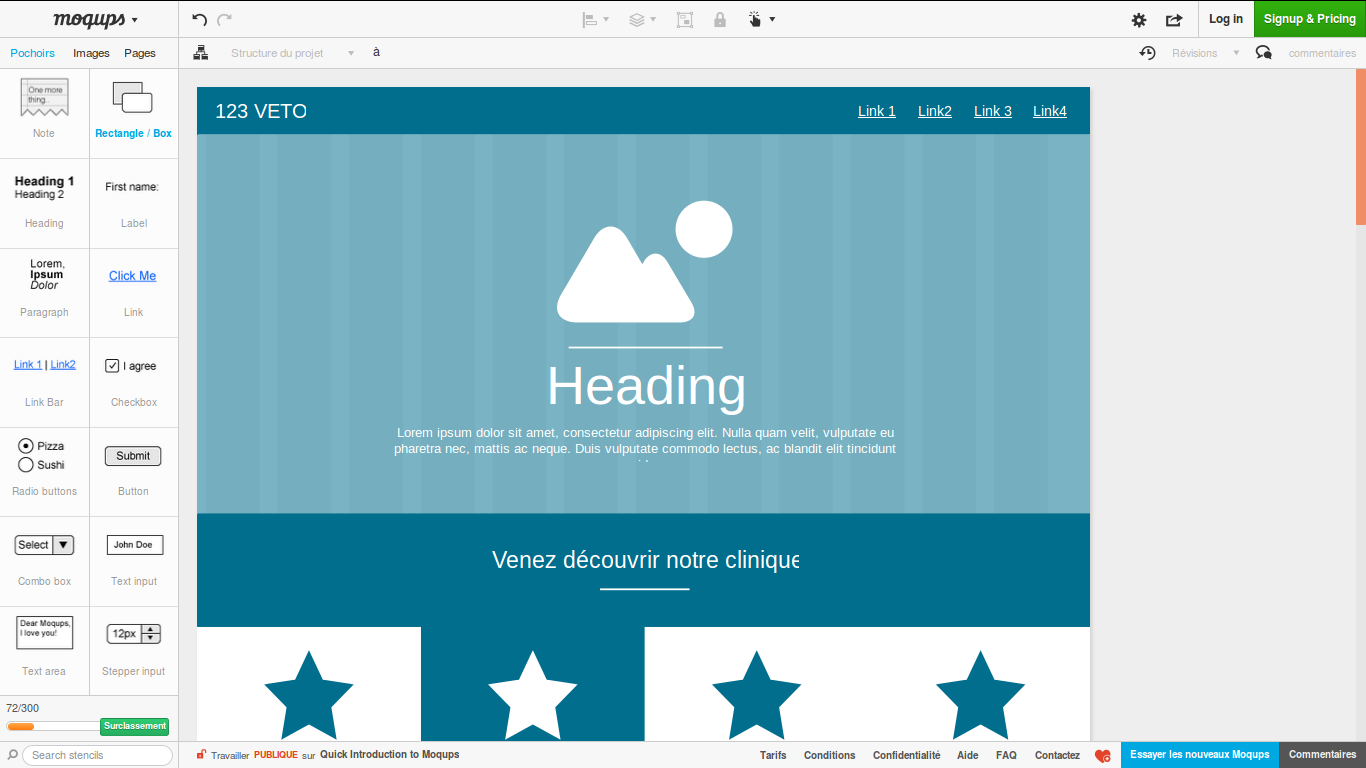 moqups
Log in
Signup & Pricing
Pochoirs
Images
Pages
Structure du projet
à
Révisions
commentaires
One more
thing..
Note
Rectangle / Box
Heading 1
Heading 2
Heading
First name:
Label
Lorem,
Ipsum
Dolor
Paragraph
Click Me
Link
Link 1 | Link2
Link Bar
I agree
Checkbox
Pizza
Sushi
Radio buttons
Submit
Button
Select
Combo box
John Doe
Text input
Dear Moqups,
I love you!
Text area
12px
Stepper input
72/300
Surclassement
Search stencils
123 VETO
Link 1
Link2
Link 3
Link4
Heading
Lorem ipsum dolor sit amet, consectetur adipiscing elit. Nulla quam velit, vulputate eu
pharetra nec, mattis ac neque. Duis vulputate commodo lectus, ac blandit elit tincidunt
Venez découvrir notre clinique
Travailler PUBLIQUE sur Quick Introduction to Moqups
Tarifs
Conditions
Confidentialité
Aide
FAQ
Contactez
Essayer les nouveaux Moqups
Commentaires